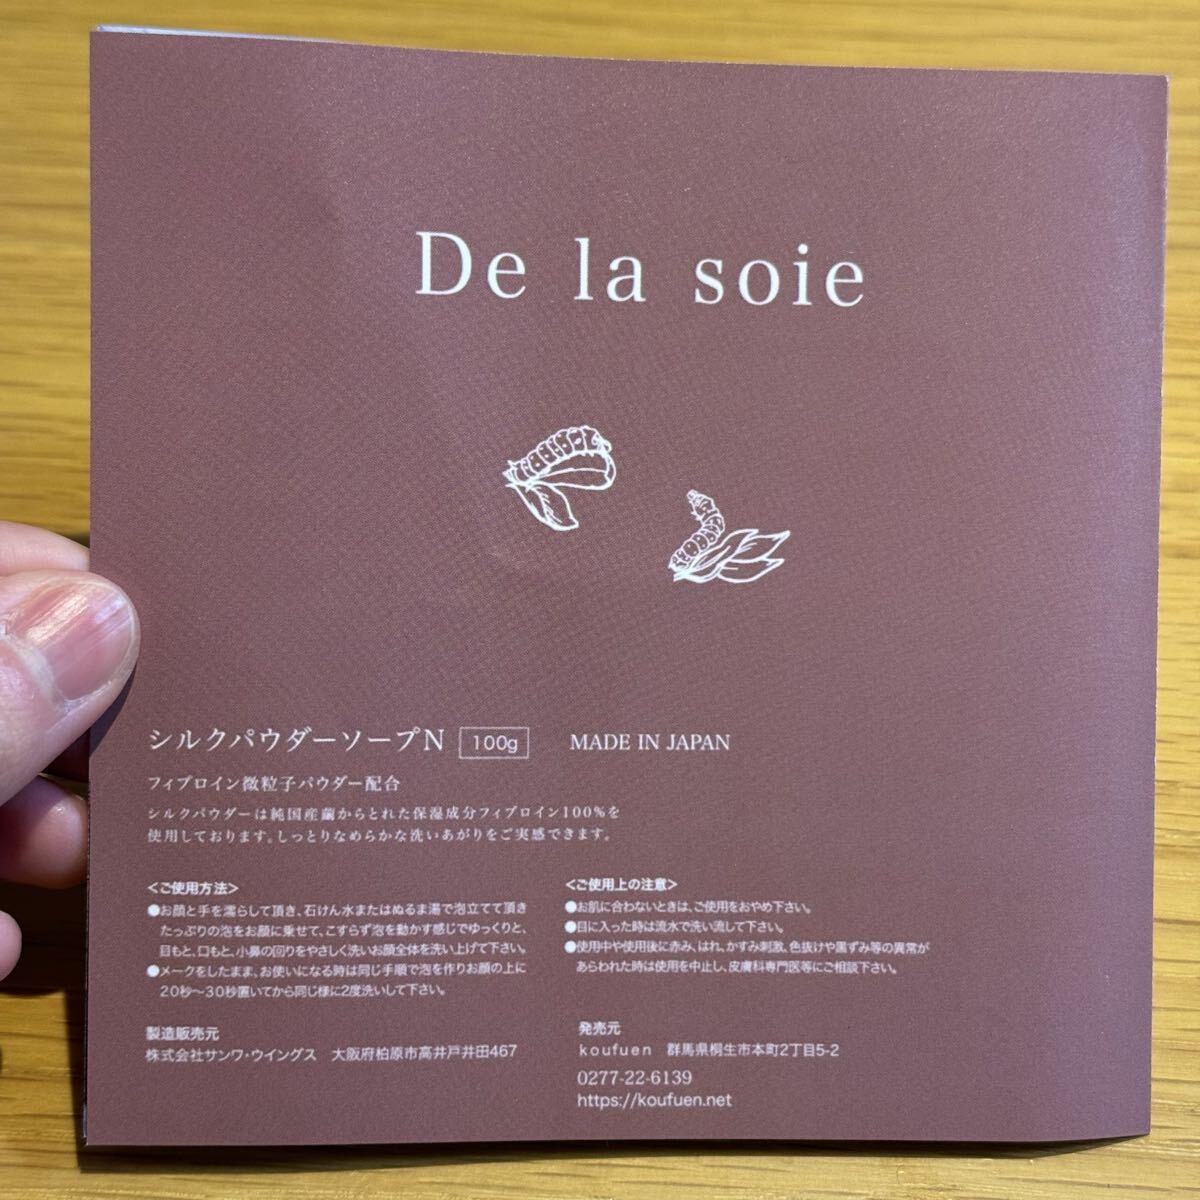 De la soie
シルクパウダーソープN 100g MADE IN JAPAN
フィブロイン微粒子パウダー配合
シルクパウダーは純国産繭からとれた保湿成分フィブロイン100%を
使用しております。しっとりなめらかな洗いあがりをご実感できます。
＜ご使用方法＞
●お顔と手を濡らして頂き、石けん水またはぬるま湯で泡立てて頂き
たっぷりの泡をお顔に乗せて、こすらず泡を動かす感じでゆっくりと、
目もと、口もと、小鼻の回りをやさしく洗いお顔全体を洗い上げて下さい。
●メークをしたまま、お使いになる時は同じ手順で泡を作りお顔の上に
20秒〜30秒置いてから同じ様に2度洗いして下さい。
＜ご使用上の注意＞
●お肌に合わないときは、ご使用をおやめ下さい。
●目に入った時は流水で洗い流して下さい。
●使用中や使用後に赤み、はれ、かすみ刺激、色抜けや黒ずみ等の異常が
あらわれた時は使用を中止し、皮膚科専門医等にご相談下さい。
製造販売元
株式会社サンワ・ウイングス 大阪府柏原市高井戸井田467
発売元
koufuen 群馬県桐生市本町2丁目5-2
0277-22-6139
https://koufuen.net